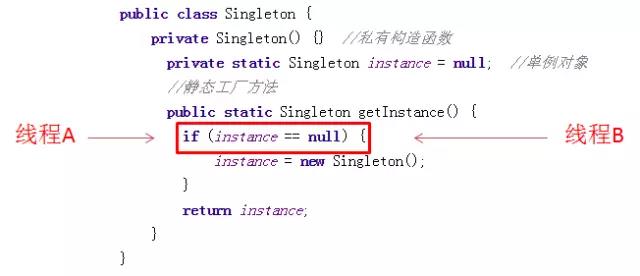 public class Singleton {
private Singleton() {} //私有构造函数
private static Singleton instance = null; //单例对象
//静态工厂方法
public static Singleton getInstance() {
线程A if (instance == null) { 线程B
instance = new Singleton();
}
return instance;
}
}